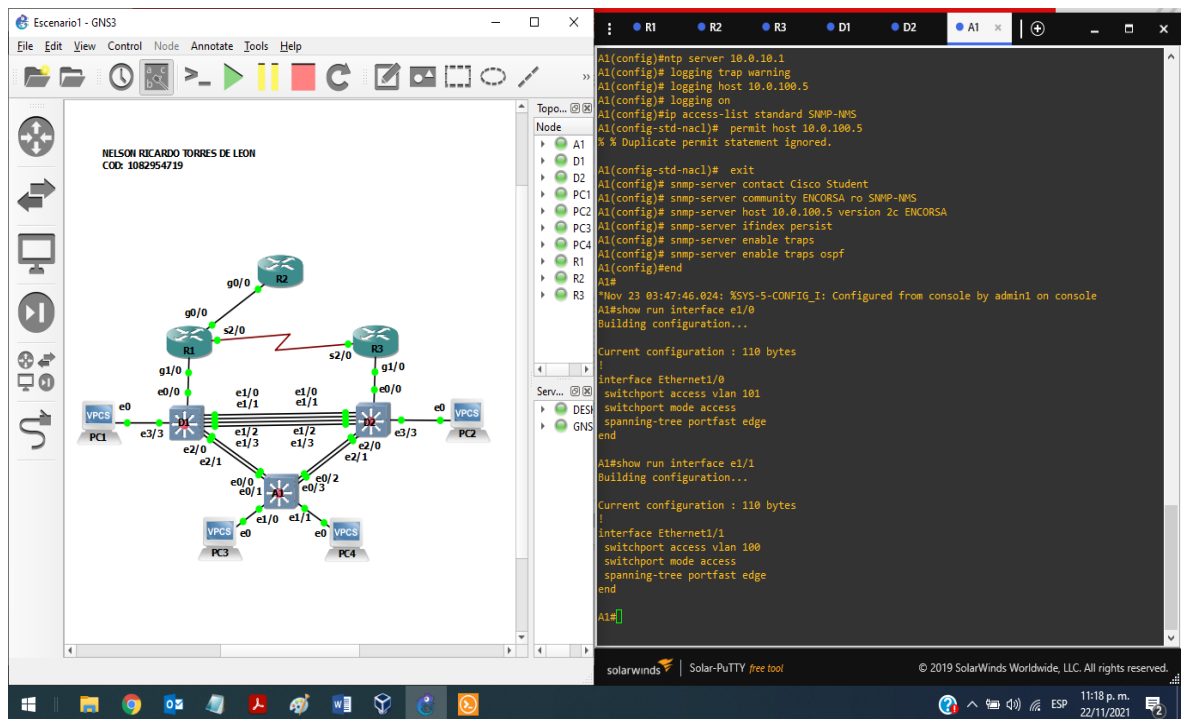 Escenario1 - GNS3
File Edit View Control Node Annotate Tools Help
a c
b
»
NELSON RICARDO TORRES DE LEON
COD: 1082954719
R2
g0/0
g0/0
s2/0
R1
R3
s2/0
g1/0
g1/0
e0/0
e1/0
e1/0
e0/0
e1/1
e1/1
VPCS
e0
D1
D2
e0
VPCS
PC1
e3/3
e1/2
e1/2
e3/3
PC2
e1/3
e1/3
e2/0
e2/0
e2/1
e2/1
e0/0
e0/2
e0/1
e0/3
A1
e1/0
e1/1
VPCS
e0
e0
VPCS
PC3
PC4
Topo...
Node
A1
D1
D2
PC1
PC2
PC3
PC4
R1
R2
R3
Serv...
DESK
GNS
R1
R2
R3
D1
D2
A1
A1(config)#ntp server 10.0.10.1
A1(config)# logging trap warning
A1(config)# logging host 10.0.100.5
A1(config)# logging on
A1(config)#ip access-list standard SNMP-NMS
A1(config-std-nacl)#  permit host 10.0.100.5
% % Duplicate permit statement ignored.
A1(config-std-nacl)#  exit
A1(config)# snmp-server contact Cisco Student
A1(config)# snmp-server community ENCORSA ro SNMP-NMS
A1(config)# snmp-server host 10.0.100.5 version 2c ENCORSA
A1(config)# snmp-server ifindex persist
A1(config)# snmp-server enable traps
A1(config)# snmp-server enable traps ospf
A1(config)#end
A1#
*Nov 23 03:47:46.024: %SYS-5-CONFIG_I: Configured from console by admin1 on console
A1#show run interface e1/0
Building configuration...
Current configuration : 110 bytes
!
interface Ethernet1/0
switchport access vlan 101
switchport mode access
spanning-tree portfast edge
end
A1#show run interface e1/1
Building configuration...
Current configuration : 110 bytes
!
interface Ethernet1/1
switchport access vlan 100
switchport mode access
spanning-tree portfast edge
end
A1#
solarwinds | Solar-PuTTY free tool
© 2019 SolarWinds Worldwide, LLC. All rights reserved.
ESP
11:18 p. m.
22/11/2021
2